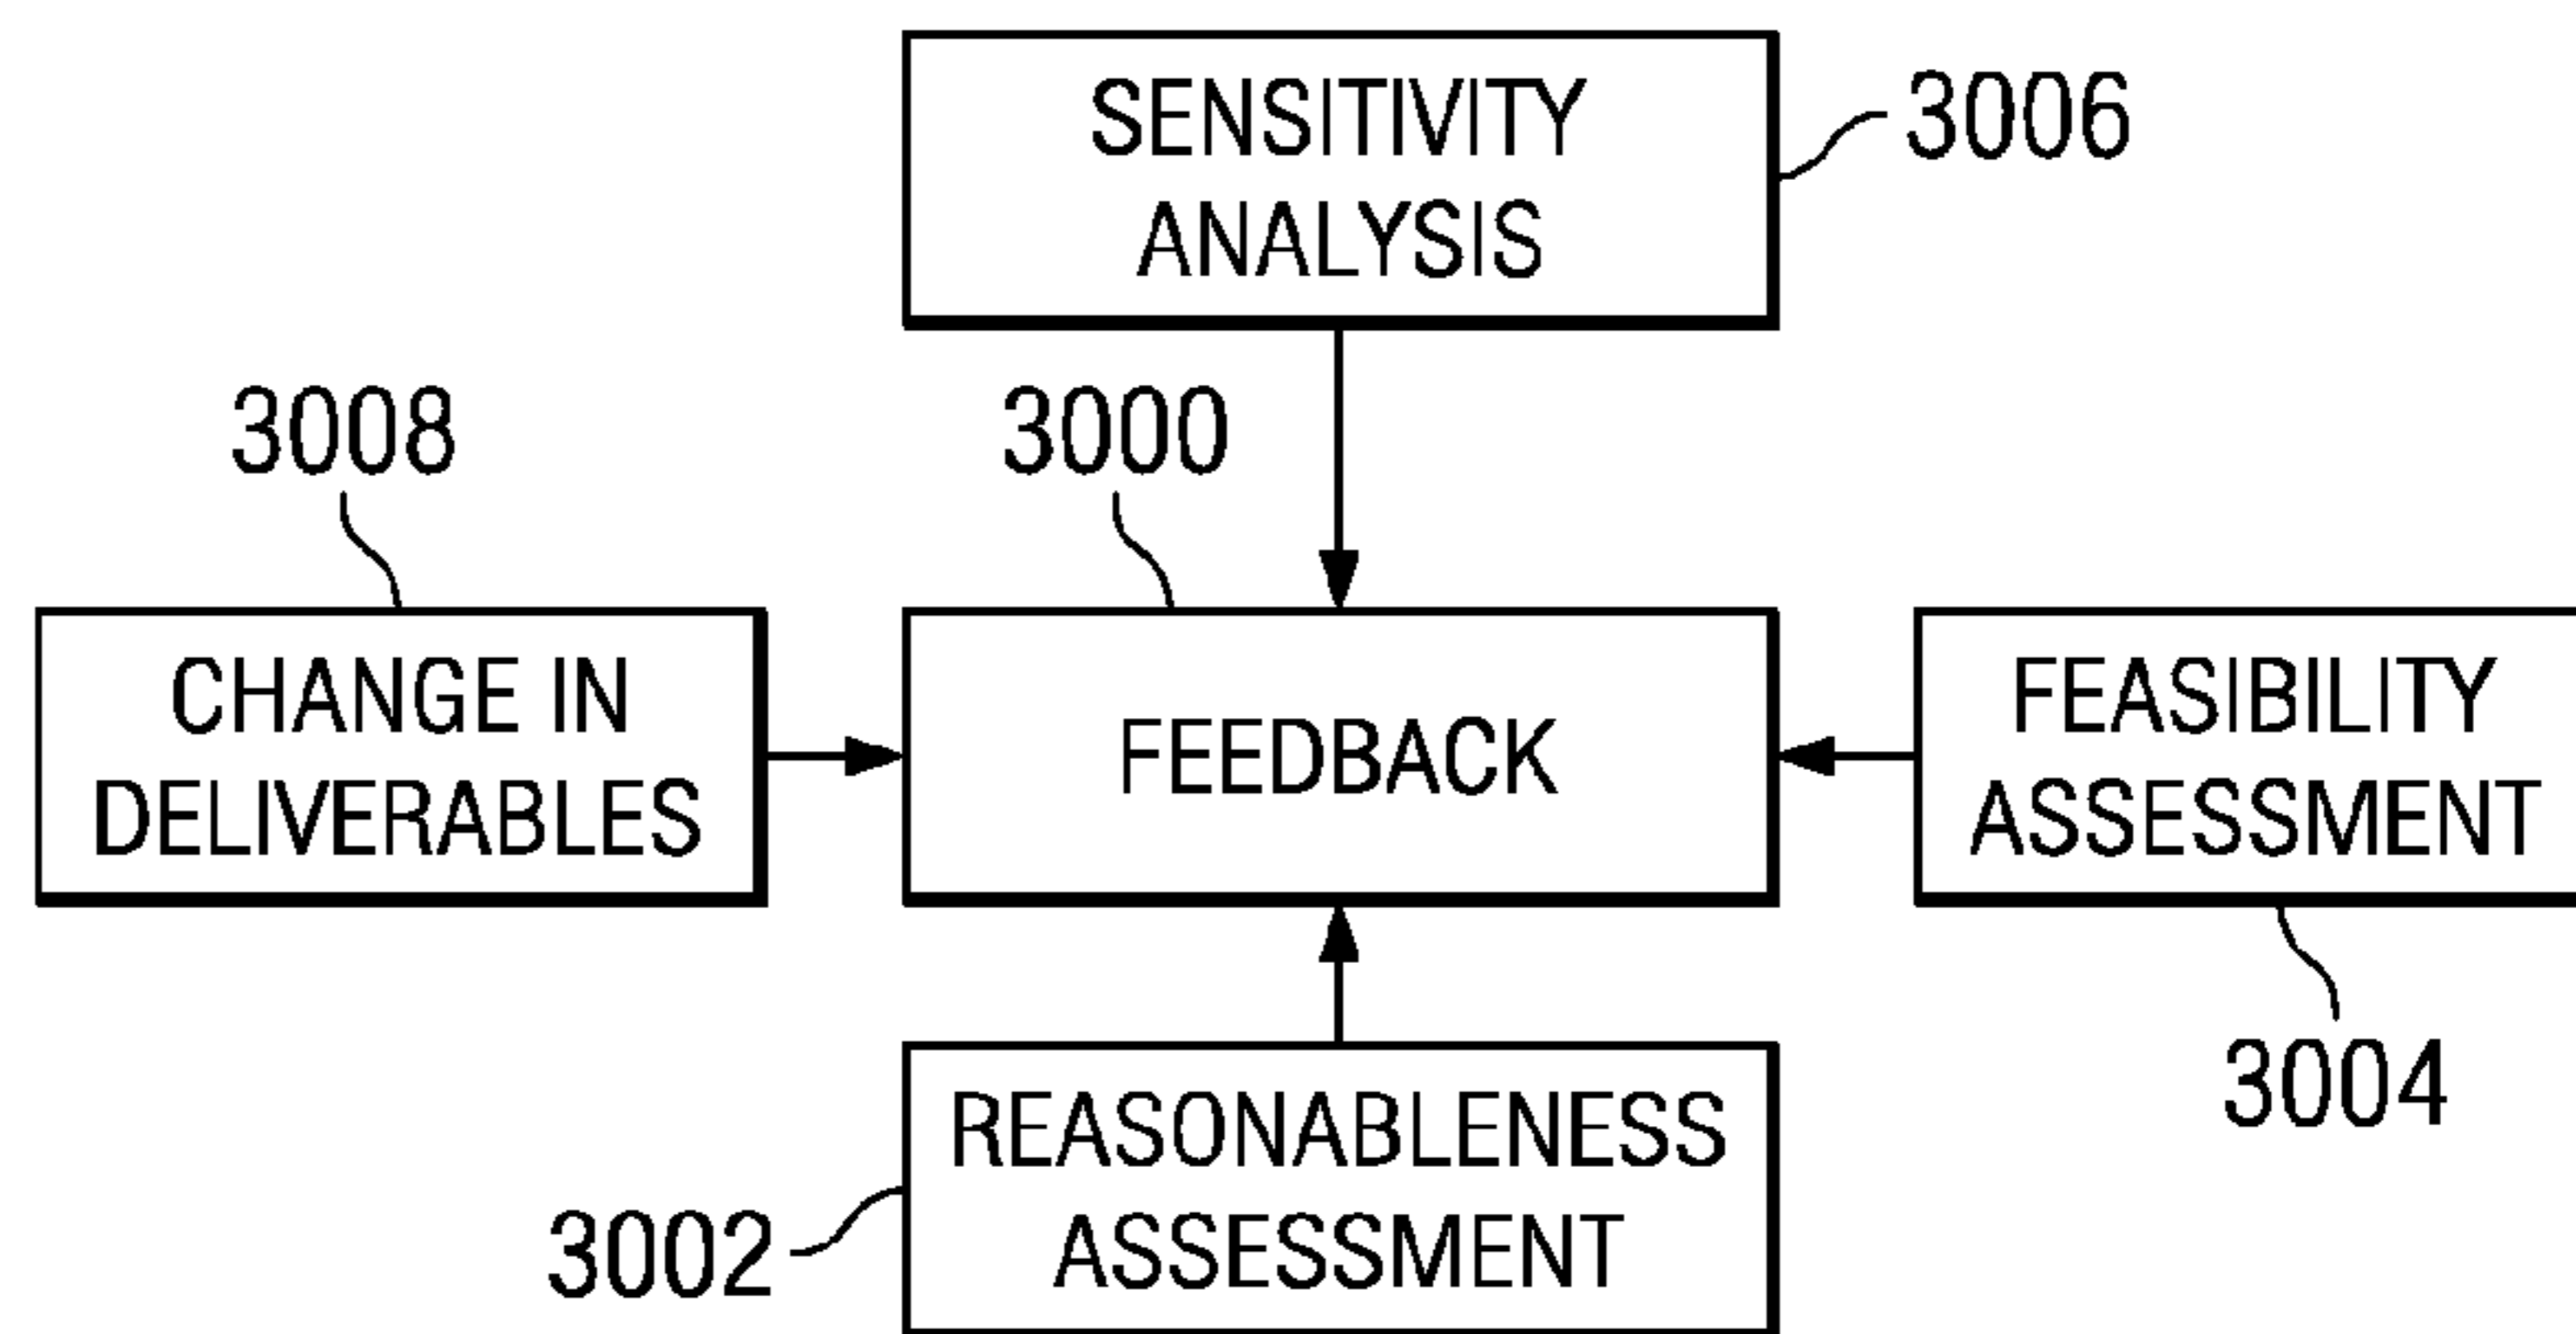 SENSITIVITY
ANALYSIS
3006
3008
3000
CHANGE IN
DELIVERABLES
FEEDBACK
FEASIBILITY
ASSESSMENT
3004
REASONABLENESS
ASSESSMENT
3002